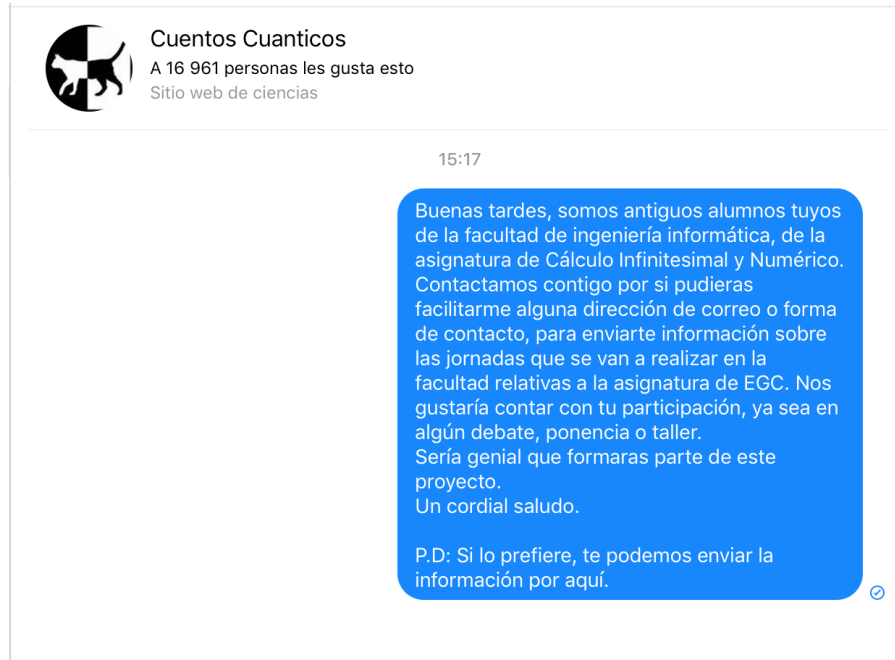 Cuentos Cuanticos
A 16 961 personas les gusta esto
Sitio web de ciencias
15:17
Buenas tardes, somos antiguos alumnos tuyos
de la facultad de ingeniería informática, de la
asignatura de Cálculo Infinitesimal y Numérico.
Contactamos contigo por si pudieras
facilitarme alguna dirección de correo o forma
de contacto, para enviarte información sobre
las jornadas que se van a realizar en la
facultad relativas a la asignatura de EGC. Nos
gustaría contar con tu participación, ya sea en
algún debate, ponencia o taller.
Sería genial que formaras parte de este
proyecto.
Un cordial saludo.
P.D: Si lo prefiere, te podemos enviar la
información por aquí.